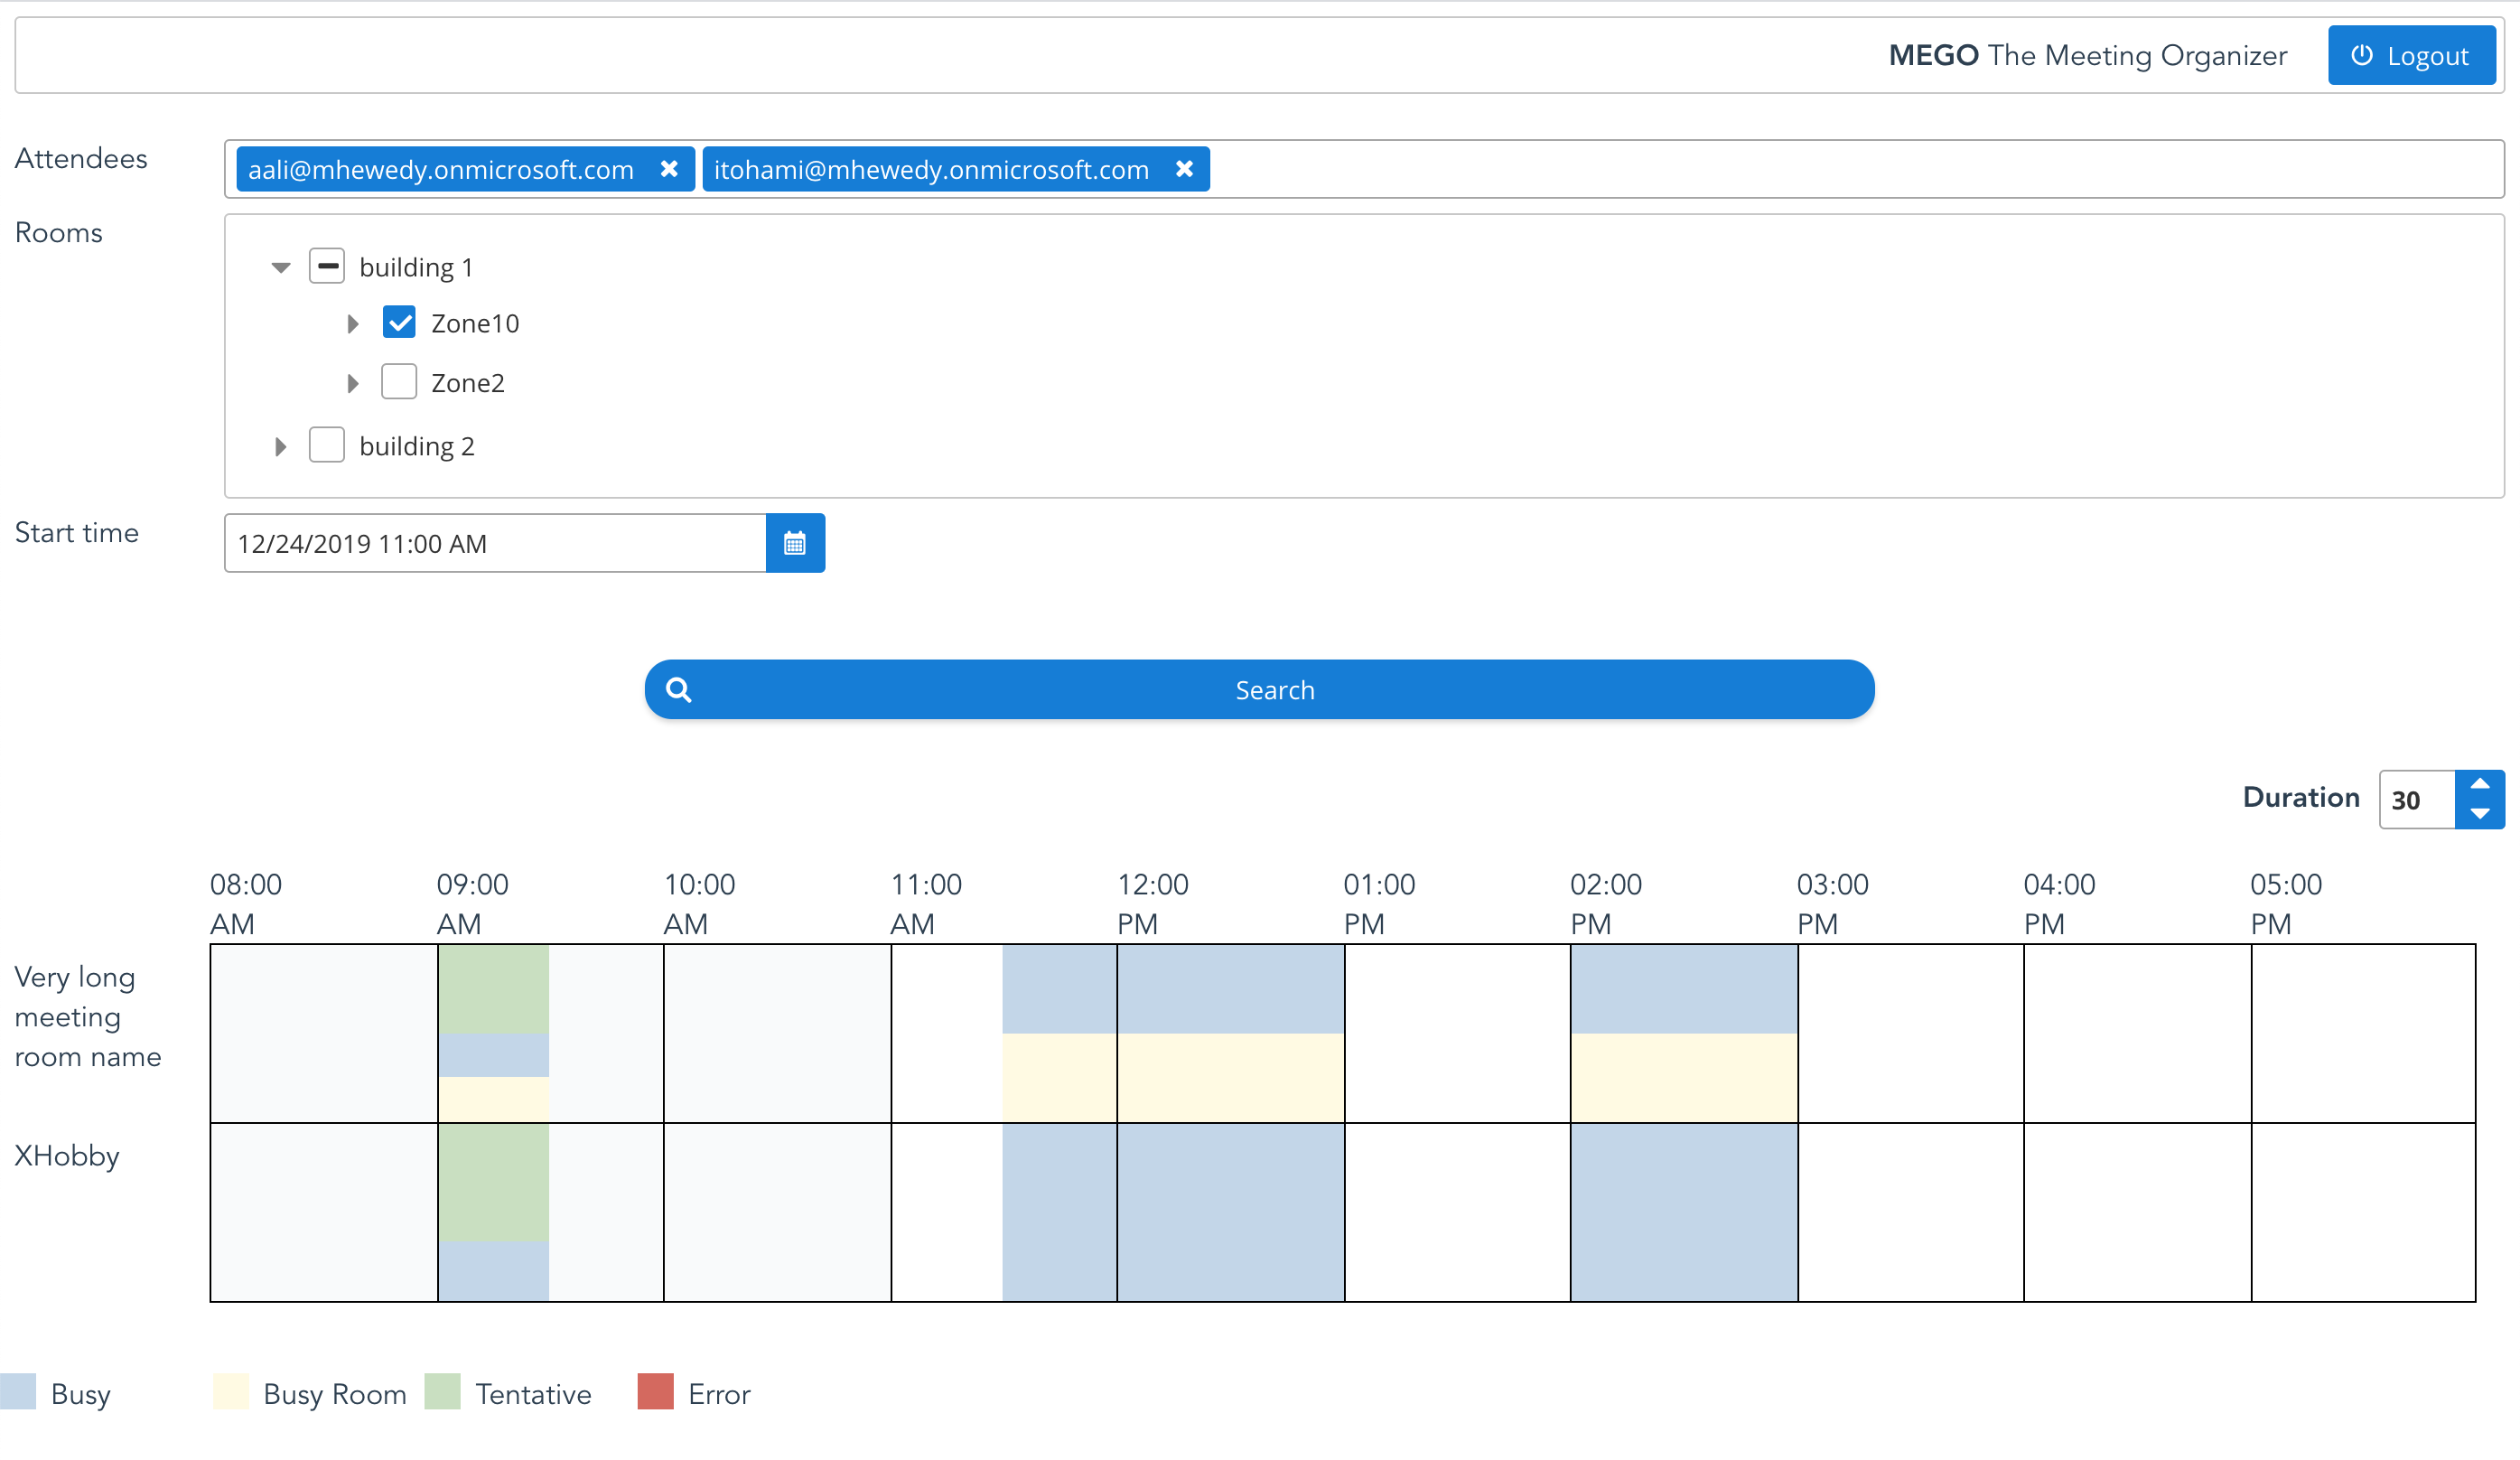 MEGO The Meeting Organizer
Logout
Attendees
aali@mhewedy.onmicrosoft.com
itohami@mhewedy.onmicrosoft.com
Rooms
building 1
Zone10
Zone2
building 2
Start time
12/24/2019 11:00 AM
Search
Duration
30
08:00 AM
09:00 AM
10:00 AM
11:00 AM
12:00 PM
01:00 PM
02:00 PM
03:00 PM
04:00 PM
05:00 PM
Very long
meeting
room name
XHobby
Busy
Busy Room
Tentative
Error